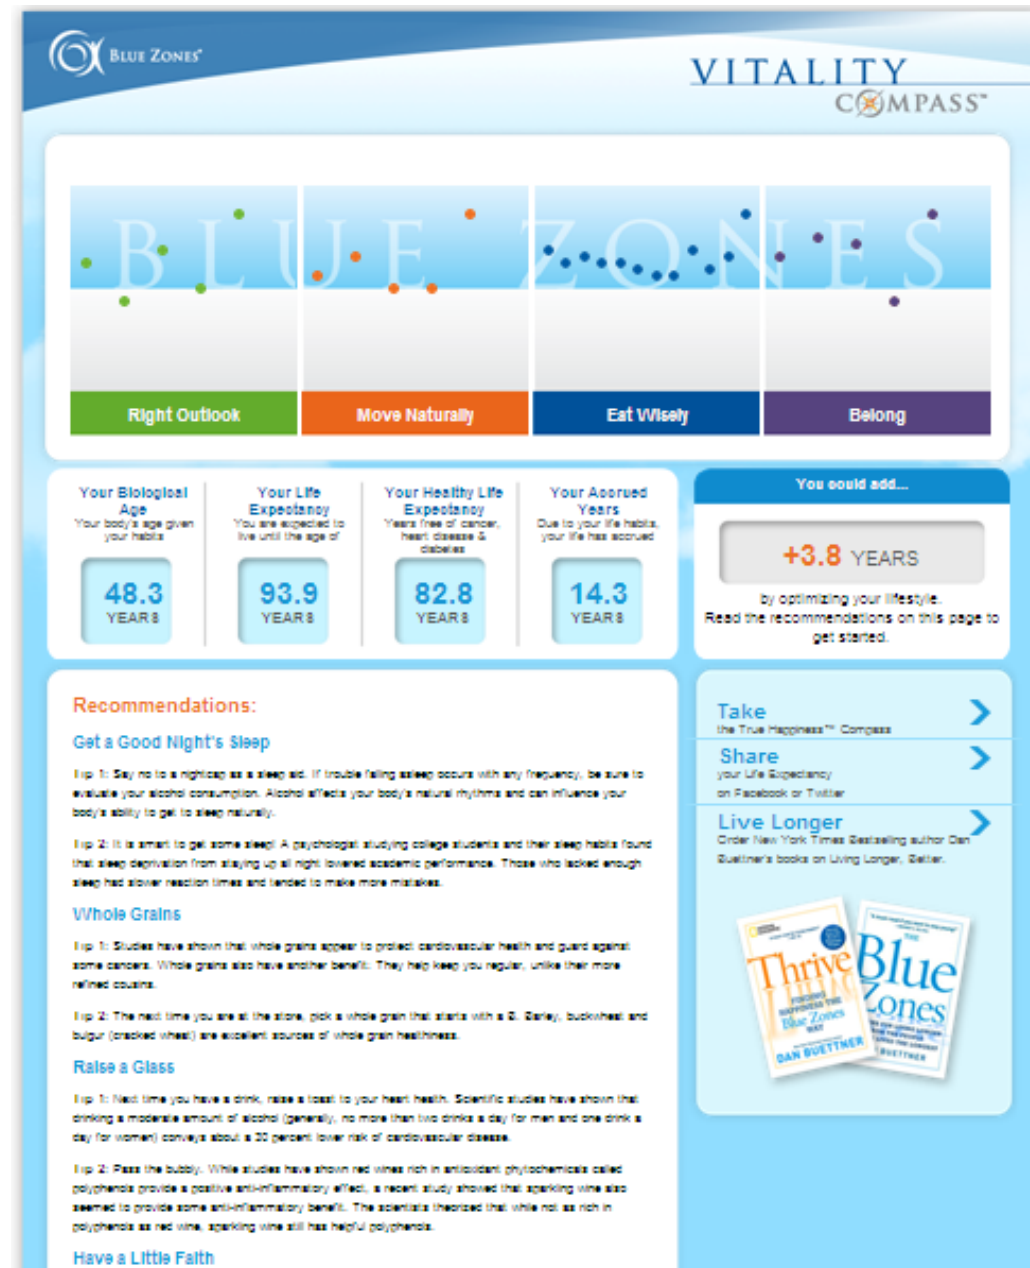 BLUE ZONES®
VITALITY
COMPASS™
BLUE ZONES
Right Outlook
Move Naturally
Eat Wisely
Belong
Your Biological
Age
Your body's age given
your habits
48.3
YEARS
Your Life
Expectancy
You are expected to
live until the age of
93.9
YEARS
Your Healthy Life
Expectancy
Years free of cancer,
heart disease &
diabetes
82.8
YEARS
Your Accrued
Years
Due to your life habits,
your life has accrued
14.3
YEARS
You could add...
+3.8 YEARS
by optimizing your lifestyle.
Read the recommendations on this page to
get started.
Recommendations:
Get a Good Night's Sleep
Tip 1: Say no to a nightcap as a sleep aid. If trouble falling asleep occurs with any frequency, be sure to
evaluate your alcohol consumption. Alcohol affects your body's natural rhythms and can influence your
body's ability to get to sleep naturally.
Tip 2: It is smart to get some sleep! A psychologist studying college students and their sleep habits found
that sleep deprivation from staying up all night lowered academic performance. Those who lacked enough
sleep had slower reaction times and tended to make more mistakes.
Whole Grains
Tip 1: Studies have shown that whole grains appear to protect cardiovascular health and guard against
some cancers. Whole grains also have another benefit: They help keep you regular, unlike their more
refined cousins.
Tip 2: The next time you are at the store, pick a whole grain that starts with a B. Barley, buckwheat and
bulgur (cracked wheat) are excellent sources of whole grain healthiness.
Raise a Glass
Tip 1: Next time you have a drink, raise a toast to your heart health. Scientific studies have shown that
drinking a moderate amount of alcohol (generally, no more than two drinks a day for men and one drink a
day for women) conveys about a 30 percent lower risk of cardiovascular disease.
Tip 2: Pass the bubbly. While studies have shown red wines rich in antioxidant phytochemicals called
polyphenols provide a positive anti-inflammatory effect, a recent study showed that sparkling wine also
seemed to provide some anti-inflammatory benefit. The scientists theorized that while not as rich in
polyphenols as red wine, sparkling wine still has helpful polyphenols.
Have a Little Faith
Take
the True Happiness™ Compass
Share
your Life Expectancy
on Facebook or Twitter
Live Longer
Order New York Times Bestselling author Dan
Buettner's books on Living Longer, Better.
Thrive
FINDING
HAPPINESS THE
Blue Zones
WAY
DAN BUETTNER
THE
Blue
Zones
BUETTNER